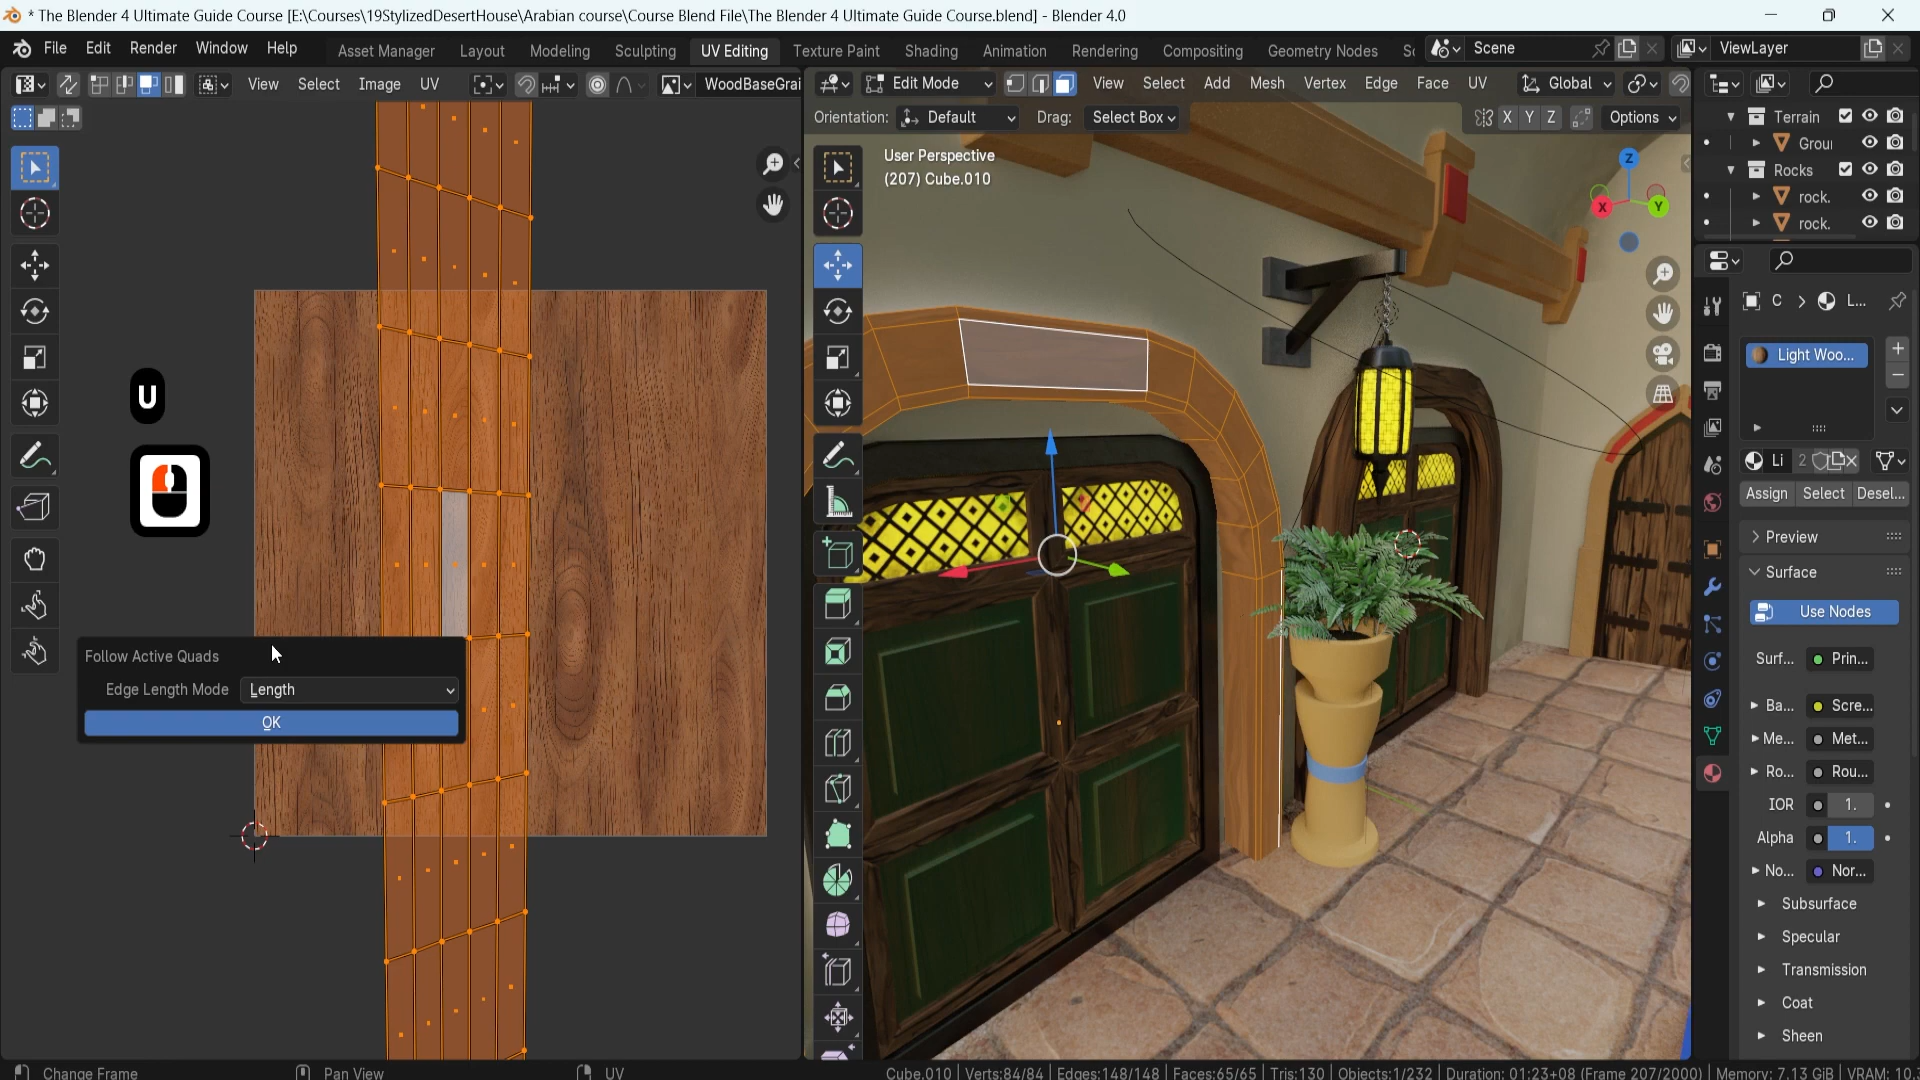 * The Blender 4 Ultimate Guide Course [E:\Courses\19StylizedDesertHouse\Arabian course\Course Blend File\The Blender 4 Ultimate Guide Course.blend] - Blender 4.0
File Edit Render Window Help Asset Manager Layout Modeling Sculpting UV Editing Texture Paint Shading Animation Rendering Compositing Geometry Nodes Sc Scene ViewLayer
View Select Image UV WoodBaseGrai Edit Mode View Select Add Mesh Vertex Edge Face UV Global
Orientation: Default Drag: Select Box X Y Z Options
Terrain
Grour
Rocks
rock.
rock.
User Perspective
(207) Cube.010
Z
X
Y
C L...
Light Woo...
U
Li 2
Assign Select Desel...
Preview
Surface
Use Nodes
Follow Active Quads
Edge Length Mode Length
OK
Surf... Prin...
Ba... Scre...
Me... Met...
Ro... Rou...
IOR 1.
Alpha 1.
No... Nor...
Subsurface
Specular
Transmission
Coat
Sheen
Change Frame Pan View UV Cube.010 Verts:84/84 Edges:148/148 Faces:65/65 Tris:130 Objects:1/232 Duration: 01:23+08 (Frame 207/2000) Memory: 7.13 GiB VRAM: 10.